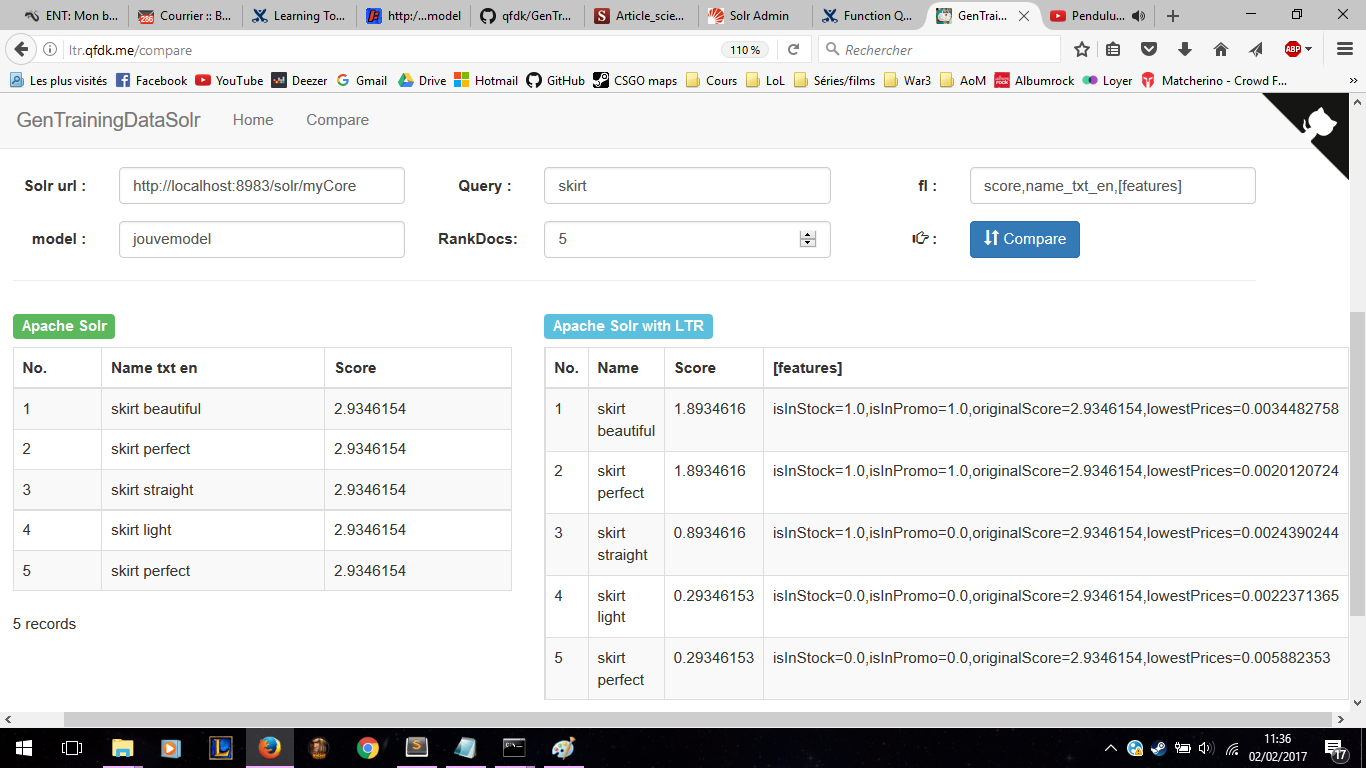 ENT: Mon b...
Courrier :: B...
Learning To...
http:/...model
qfdk/GenTr...
Article_scie...
Solr Admin
Function Q...
GenTrai...
Pendulu...
ltr.qfdk.me/compare
110 %
Rechercher
Les plus visités
Facebook
YouTube
Deezer
Gmail
Drive
Hotmail
GitHub
CSGO maps
Cours
LoL
Séries/films
War3
AoM
Albumrock
Loyer
Matcherino - Crowd F...
GenTrainingDataSolr
Home
Compare
Solr url :
http://localhost:8983/solr/myCore
Query :
skirt
fl :
score,name_txt_en,[features]
model :
jouvemodel
RankDocs:
5
:
Compare
Apache Solr
No. Name txt en Score
1 skirt beautiful 2.9346154
2 skirt perfect 2.9346154
3 skirt straight 2.9346154
4 skirt light 2.9346154
5 skirt perfect 2.9346154
5 records
Apache Solr with LTR
No. Name Score [features]
1 skirt 1.8934616 isInStock=1.0,isInPromo=1.0,originalScore=2.9346154,lowestPrices=0.0034482758
beautiful
2 skirt 1.8934616 isInStock=1.0,isInPromo=1.0,originalScore=2.9346154,lowestPrices=0.0020120724
perfect
3 skirt 0.8934616 isInStock=1.0,isInPromo=0.0,originalScore=2.9346154,lowestPrices=0.0024390244
straight
4 skirt 0.29346153 isInStock=0.0,isInPromo=0.0,originalScore=2.9346154,lowestPrices=0.0022371365
light
5 skirt 0.29346153 isInStock=0.0,isInPromo=0.0,originalScore=2.9346154,lowestPrices=0.005882353
perfect
11:36
02/02/2017
17